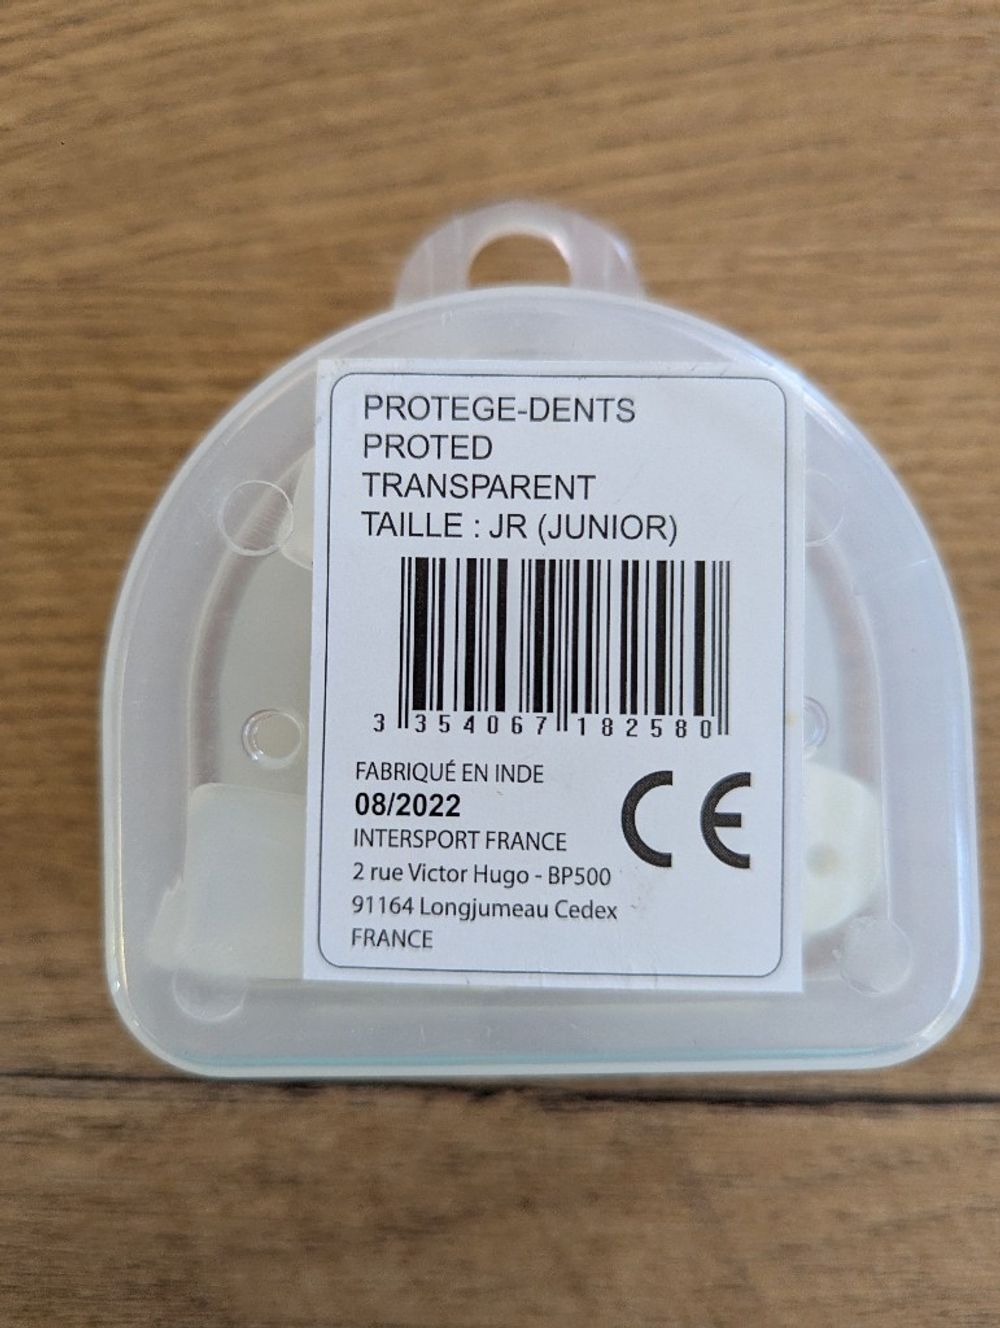 PROTEGE-DENTS
PROTED
TRANSPARENT
TAILLE : JR (JUNIOR)
3 354067 182580
FABRIQUÉ EN INDE
08/2022
INTERSPORT FRANCE
2 rue Victor Hugo - BP500
91164 Longjumeau Cedex
FRANCE
CE